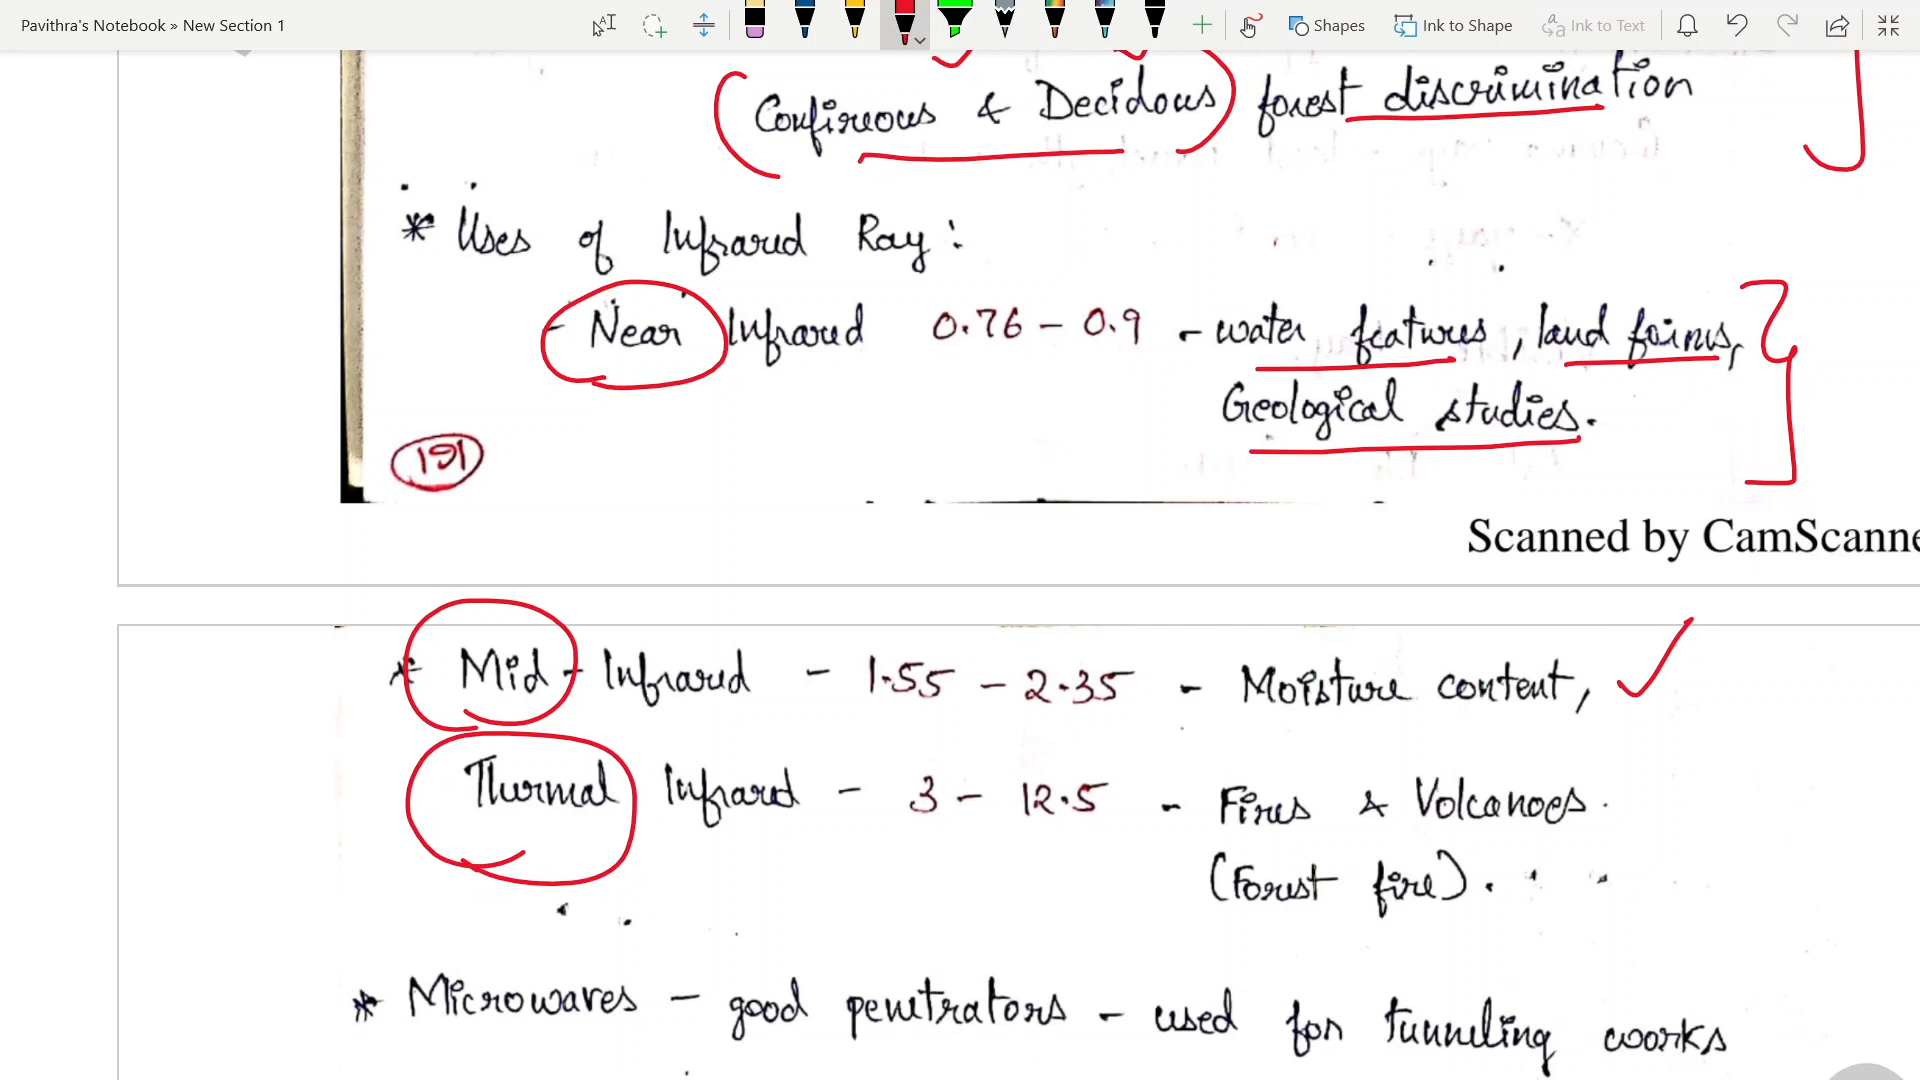 Pavithra's Notebook » New Section 1
Shapes
Ink to Shape
Ink to Text
(Confireous & Decidous) forest discrimination
* Uses of Infrared Ray:
- Near Infrared 0.76 - 0.9 - water features, land forms,
Geological studies.
191
Scanned by CamScanne
* Mid - Infrared - 1.55 - 2.35 - Moisture content,
Thermal Infrared - 3 - 12.5 - Fires & Volcanoes.
(Forest fire).
* Microwaves - good penetrators - used for tunneling works